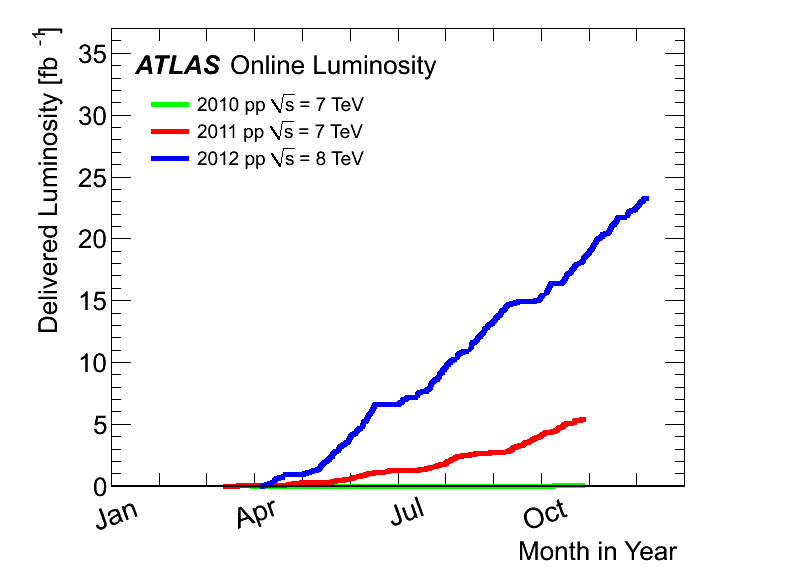 Delivered Luminosity [fb⁻¹]
35
30
25
20
15
10
5
0
ATLAS Online Luminosity
2010 pp √s = 7 TeV
2011 pp √s = 7 TeV
2012 pp √s = 8 TeV
Jan Apr Jul Oct
Month in Year